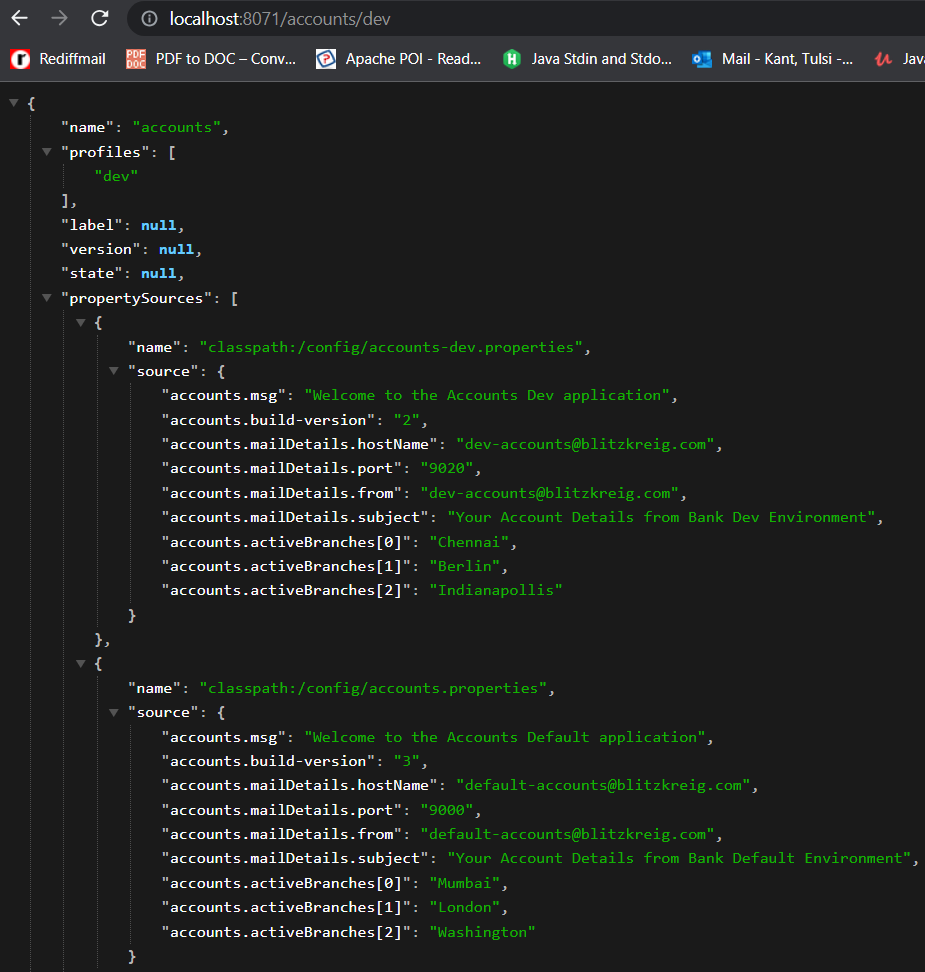 localhost:8071/accounts/dev
Rediffmail PDF DOC PDF to DOC – Conv... Apache POI - Read... H Java Stdin and Stdo... Mail - Kant, Tulsi -... Java
{
"name": "accounts",
"profiles": [
"dev"
],
"label": null,
"version": null,
"state": null,
"propertySources": [
{
"name": "classpath:/config/accounts-dev.properties",
"source": {
"accounts.msg": "Welcome to the Accounts Dev application",
"accounts.build-version": "2",
"accounts.mailDetails.hostName": "dev-accounts@blitzkreig.com",
"accounts.mailDetails.port": "9020",
"accounts.mailDetails.from": "dev-accounts@blitzkreig.com",
"accounts.mailDetails.subject": "Your Account Details from Bank Dev Environment",
"accounts.activeBranches[0]": "Chennai",
"accounts.activeBranches[1]": "Berlin",
"accounts.activeBranches[2]": "Indianapollis"
}
},
{
"name": "classpath:/config/accounts.properties",
"source": {
"accounts.msg": "Welcome to the Accounts Default application",
"accounts.build-version": "3",
"accounts.mailDetails.hostName": "default-accounts@blitzkreig.com",
"accounts.mailDetails.port": "9000",
"accounts.mailDetails.from": "default-accounts@blitzkreig.com",
"accounts.mailDetails.subject": "Your Account Details from Bank Default Environment",
"accounts.activeBranches[0]": "Mumbai",
"accounts.activeBranches[1]": "London",
"accounts.activeBranches[2]": "Washington"
}